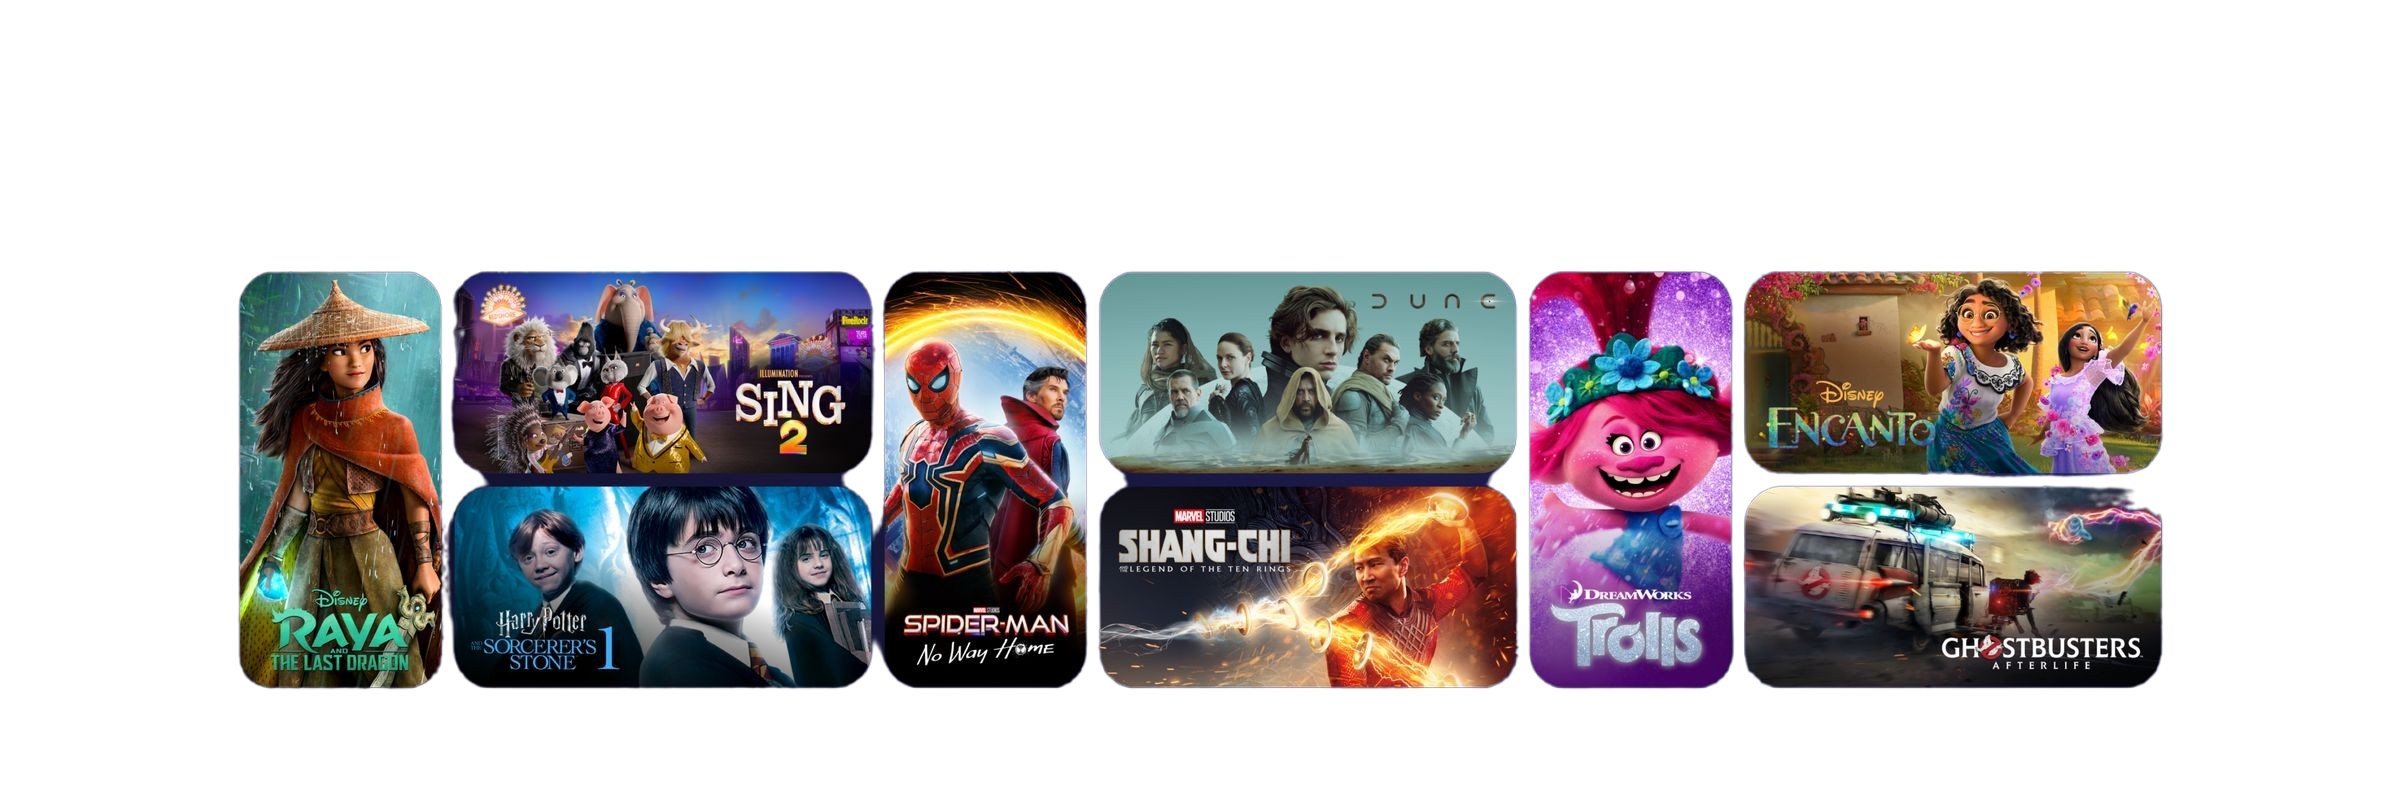 DISNEY
RAYA
AND
THE LAST DRAGON
REDSHORE
FireRock
ILLUMINATION
SING
2
Harry Potter
AND THE SORCERER'S
STONE 1
MARVEL STUDIOS
SPIDER-MAN
NO WAY HOME
DUNE
MARVEL STUDIOS
SHANG-CHI
AND THE LEGEND OF THE TEN RINGS
DREAMWORKS
Trolls
DISNEY
ENCANTO
GHOSTBUSTERS
AFTERLIFE